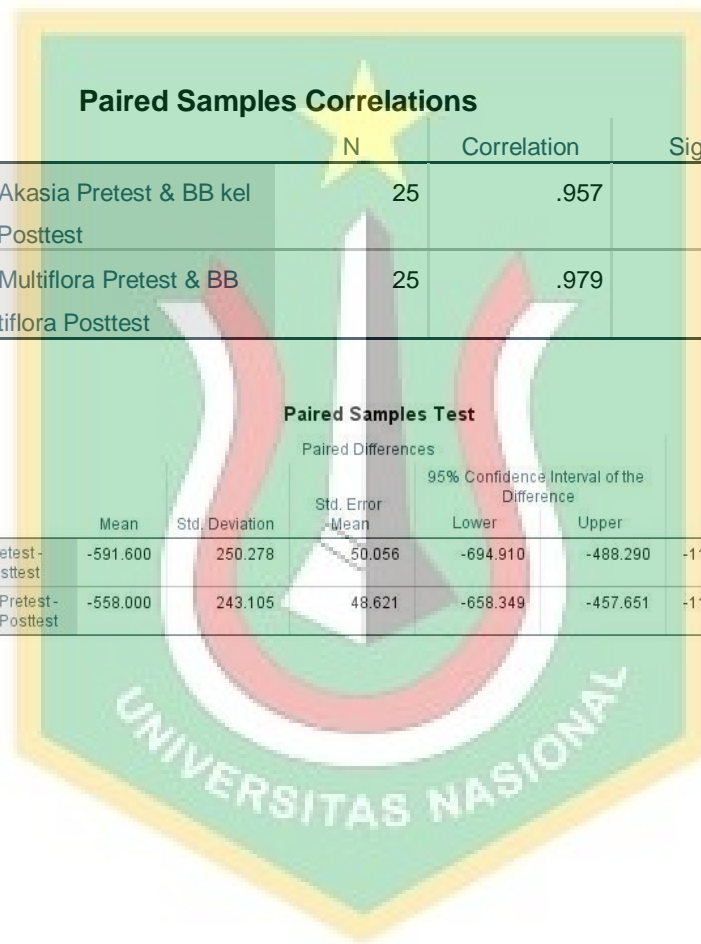 Paired Samples Correlations
N Correlation Sig
Akasia Pretest & BB kel 25 .957
Posttest
Multiflora Pretest & BB 25 .979
tiflora Posttest
Paired Samples Test
Paired Differences
95% Confidence Interval of the
Difference
Std. Error
Mean Std. Deviation Mean Lower Upper
etest - -591.600 250.278 50.056 -694.910 -488.290 -11
sttest
Pretest - -558.000 243.105 48.621 -658.349 -457.651 -11
Posttest
UNIVERSITAS NASIONAL